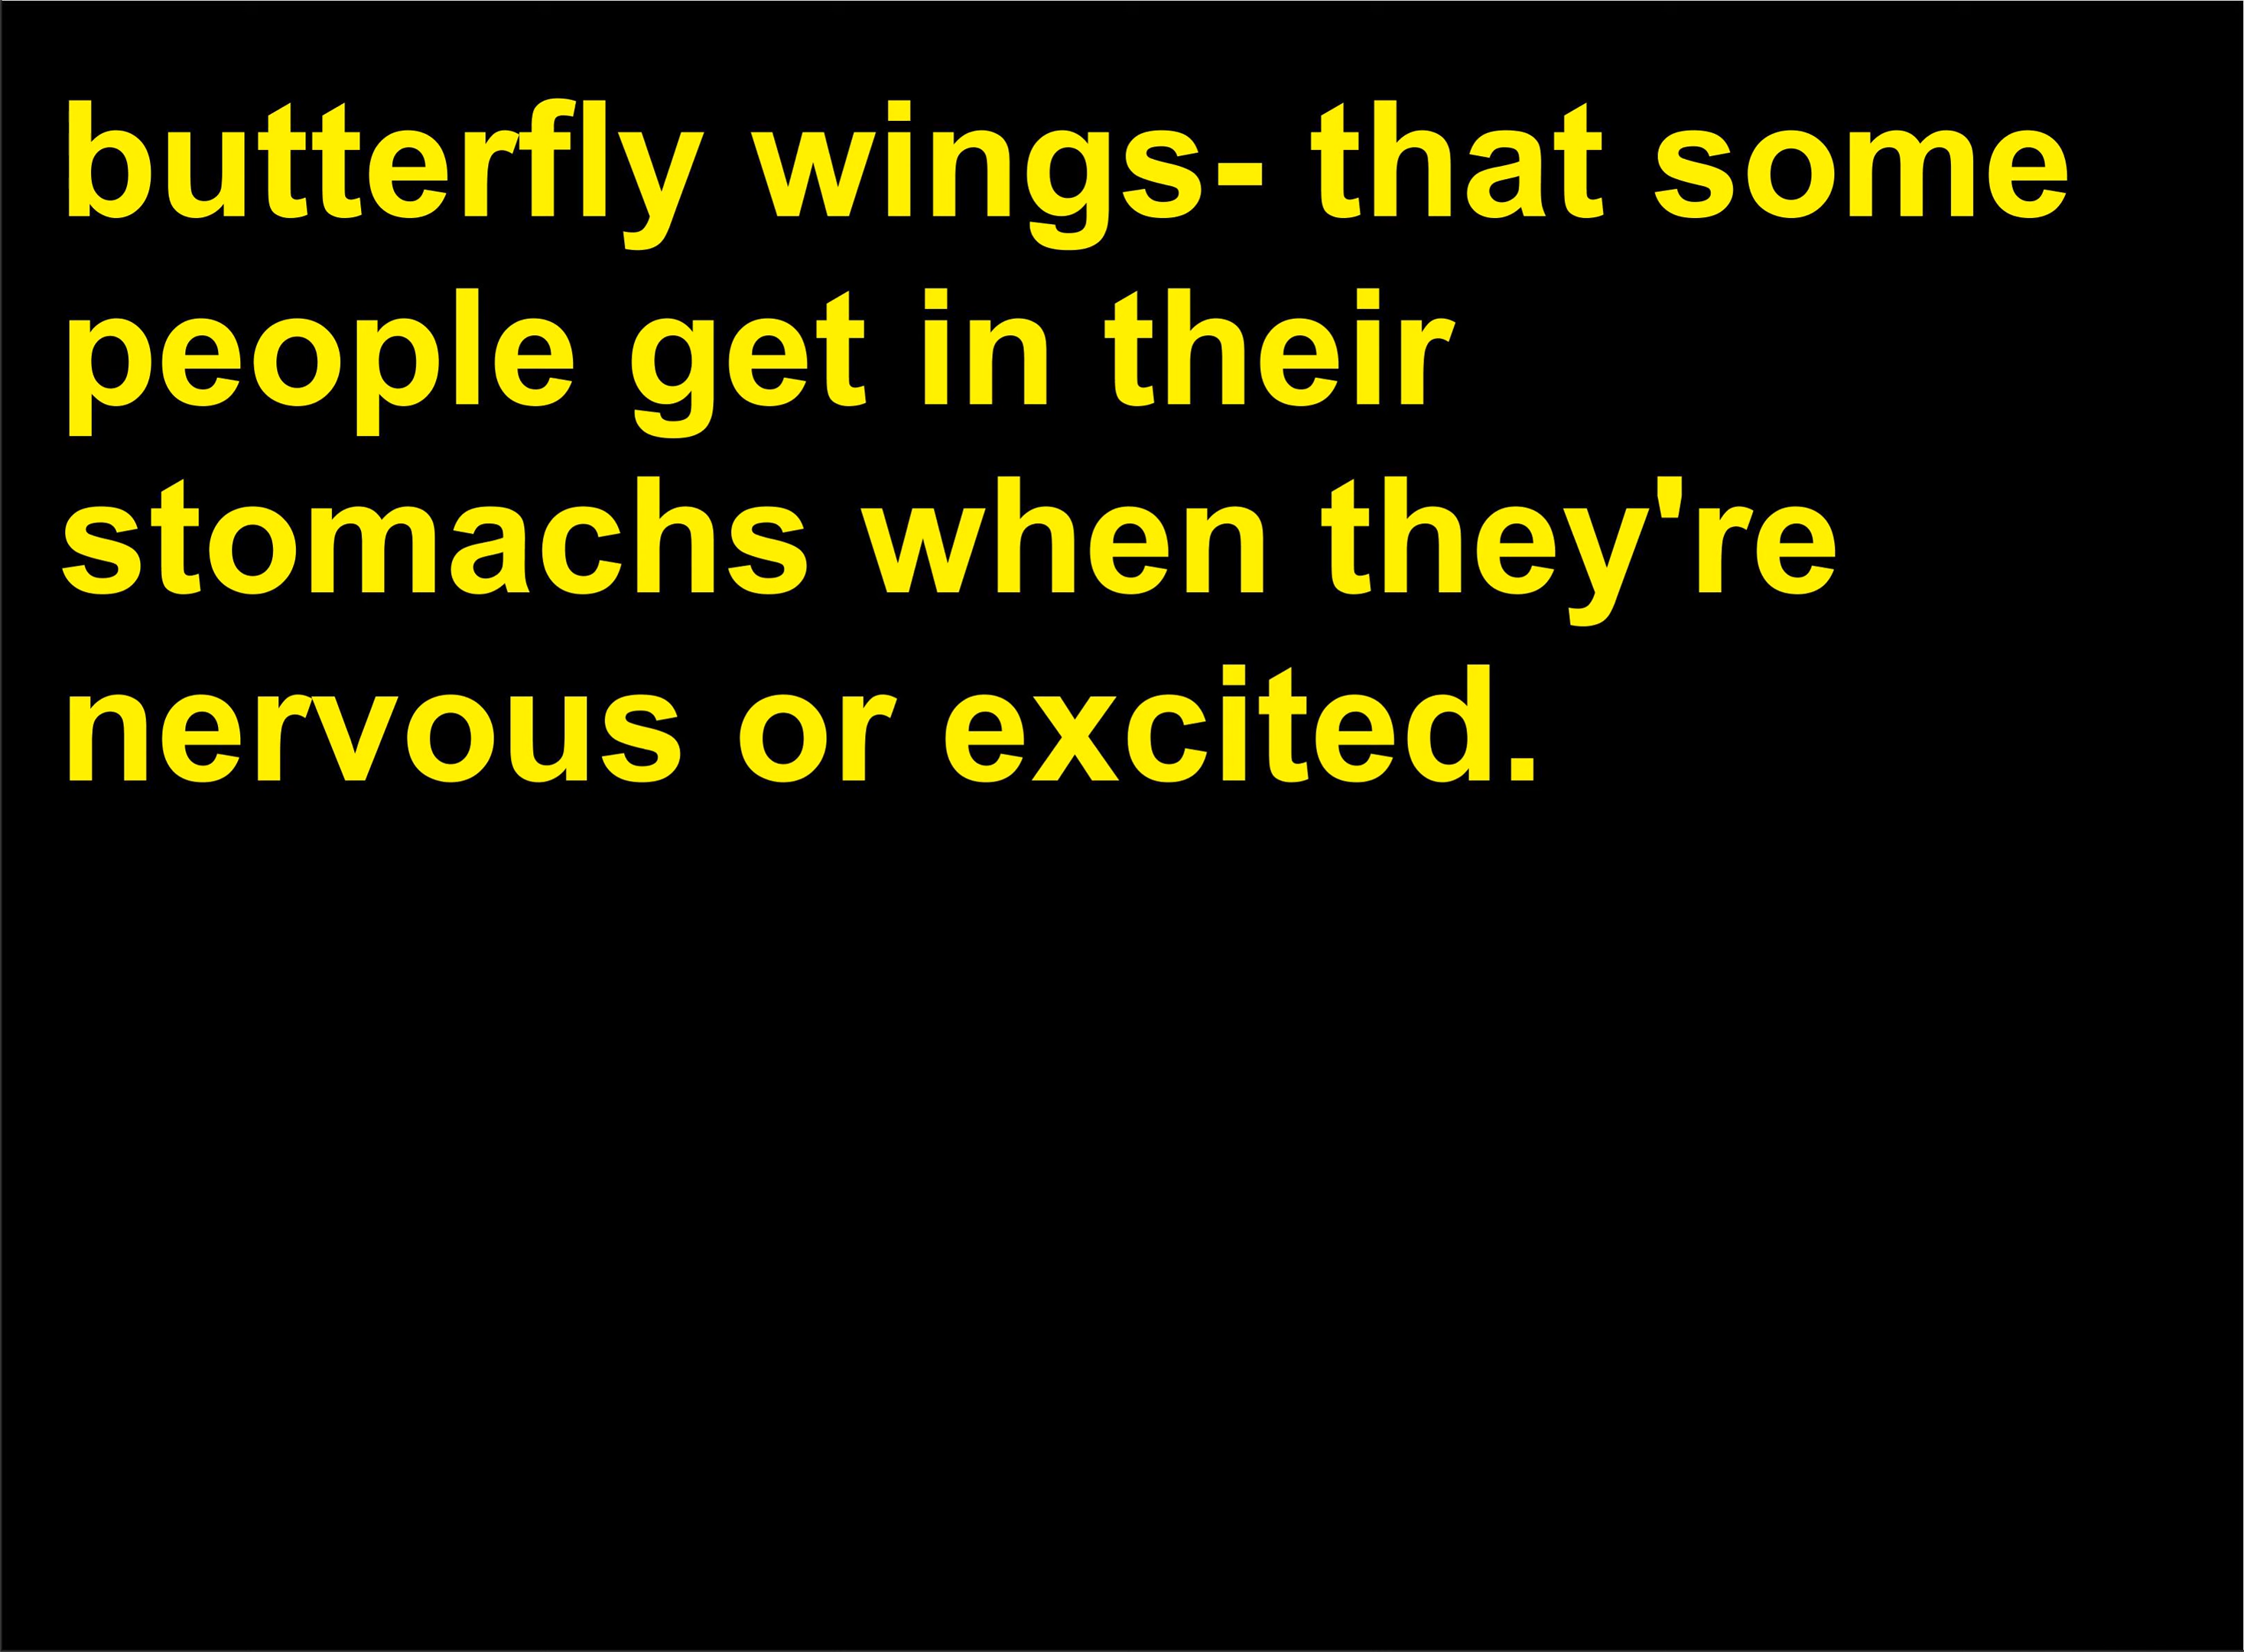 butterfly wings- that some
people get in their
stomachs when they're
nervous or excited.